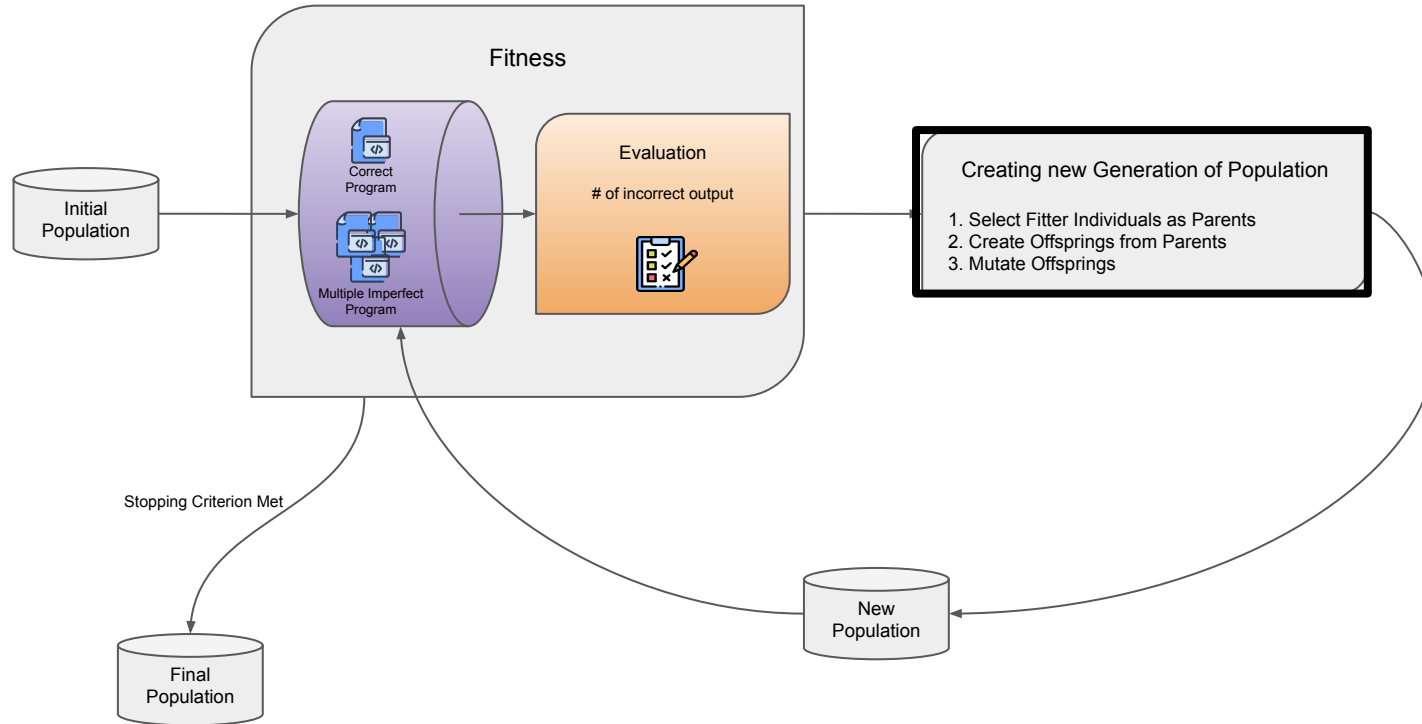 Fitness
Correct
Program
Multiple Imperfect
Program
Evaluation
# of incorrect output
Initial
Population
Creating new Generation of Population
1. Select Fitter Individuals as Parents
2. Create Offsprings from Parents
3. Mutate Offsprings
Stopping Criterion Met
New
Population
Final
Population